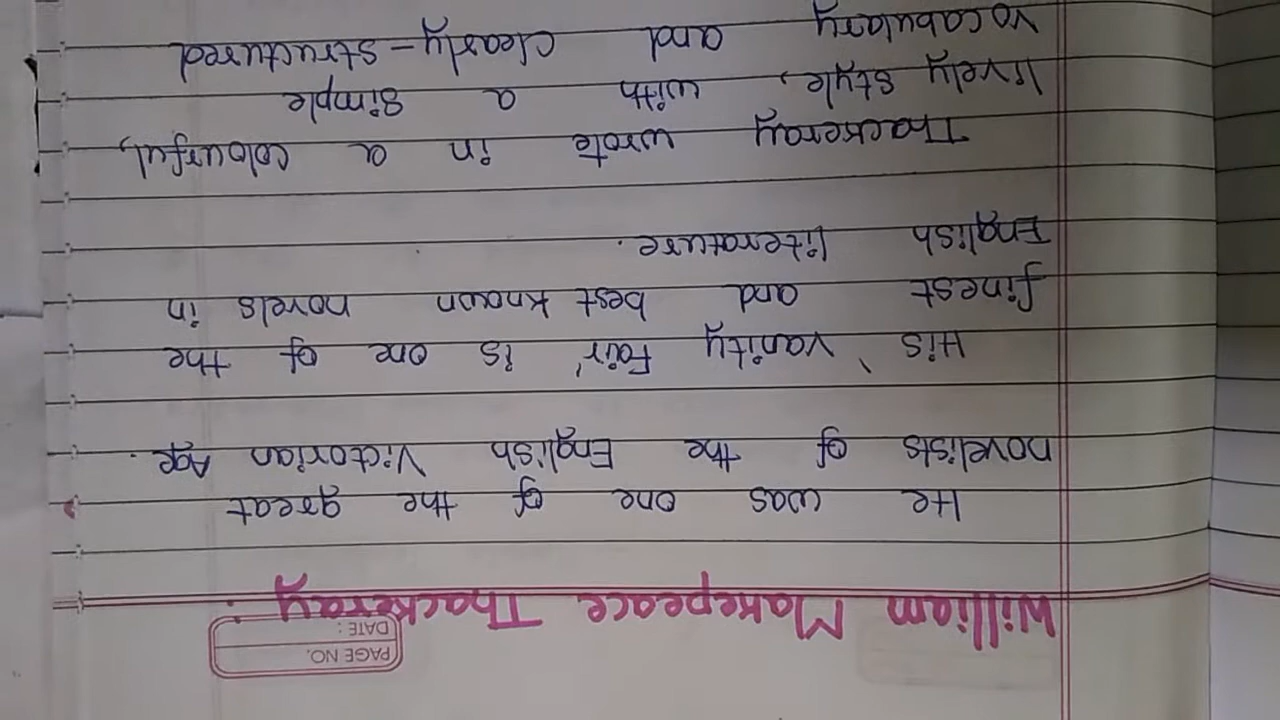 PAGE NO.
DATE :
William Makepeace Thackeray.
He was one of the great
novelists of the English Victorian Age.
His 'Vanity Fair' is one of the
finest and best known novels in
English literature.
Thackeray wrote in a colourful,
lively style, with a simple
vocabulary and clearly-structured